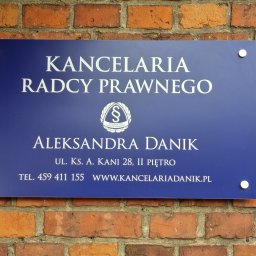 KANCELARIA
RADCY PRAWNEGO
§
ALEKSANDRA DANIK
UL. KS. A. KANI 28, II PIĘTRO
TEL. 459 411 155 WWW.KANCELARIADANIK.PL